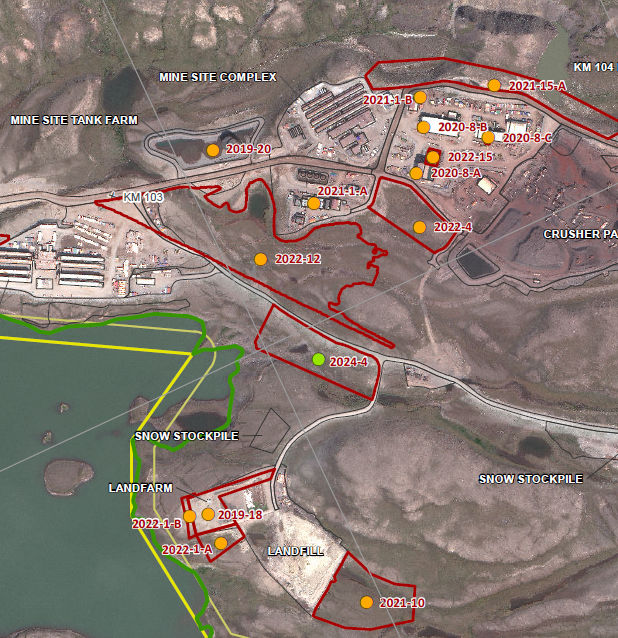 KM 104
MINE SITE COMPLEX
2021-15-A
2021-1-B
MINE SITE TANK FARM
2020-8-B
2020-8-C
2019-20
2022-15
2020-8-A
2021-1-A
KM 103
2022-4
CRUSHER PA
2022-12
2024-4
SNOW STOCKPILE
SNOW STOCKPILE
LANDFARM
2019-18
2022-1-B
2022-1-A
LANDFILL
2021-10